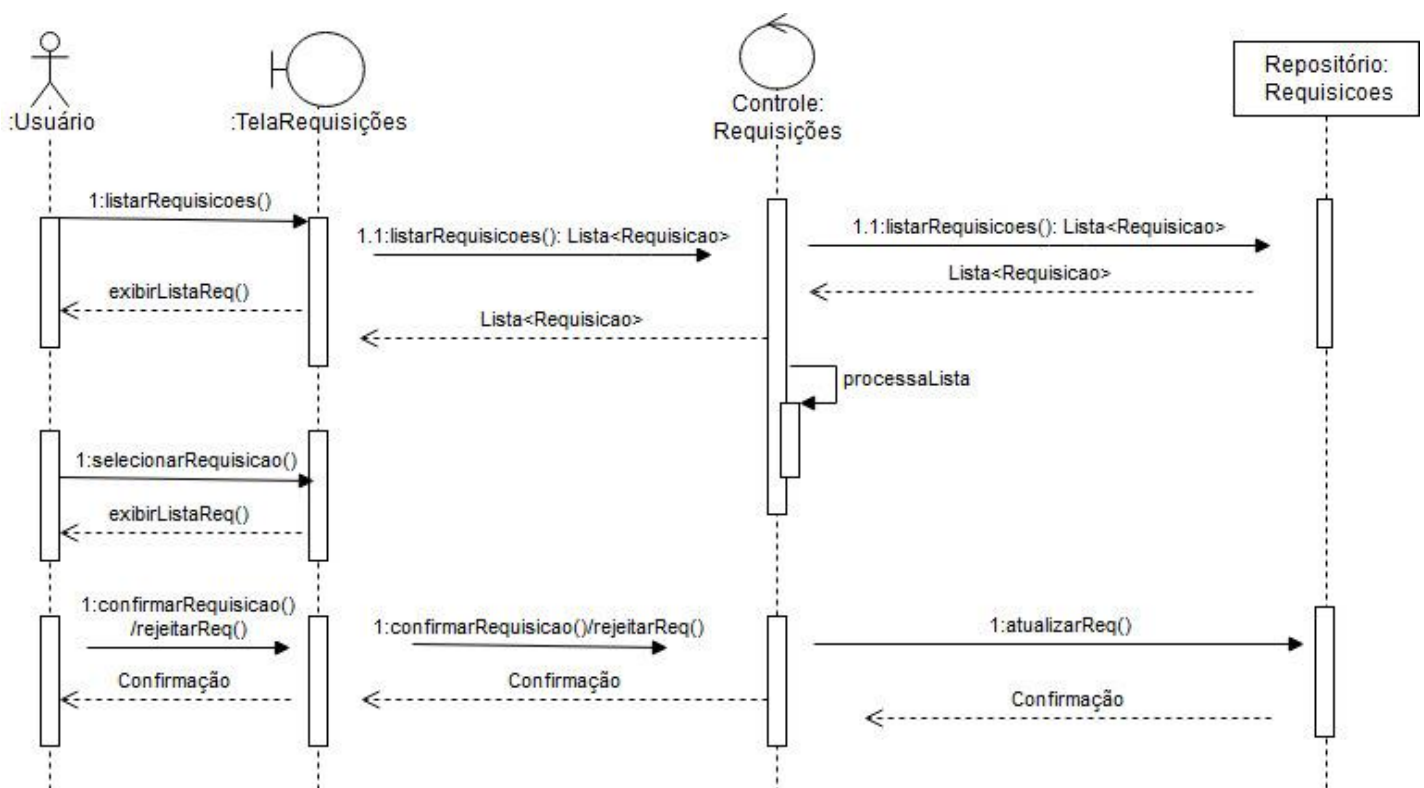 :Usuário
:TelaRequisições
Controle:
Requisições
Repositório:
Requisicoes
1:listarRequisicoes()
1.1:listarRequisicoes(): Lista<Requisicao>
1.1:listarRequisicoes(): Lista<Requisicao>
Lista<Requisicao>
exibirListaReq()
Lista<Requisicao>
processaLista
1:selecionarRequisicao()
exibirListaReq()
1:confirmarRequisicao()
/rejeitarReq()
1:confirmarRequisicao()/rejeitarReq()
1:atualizarReq()
Confirmação
Confirmação
Confirmação